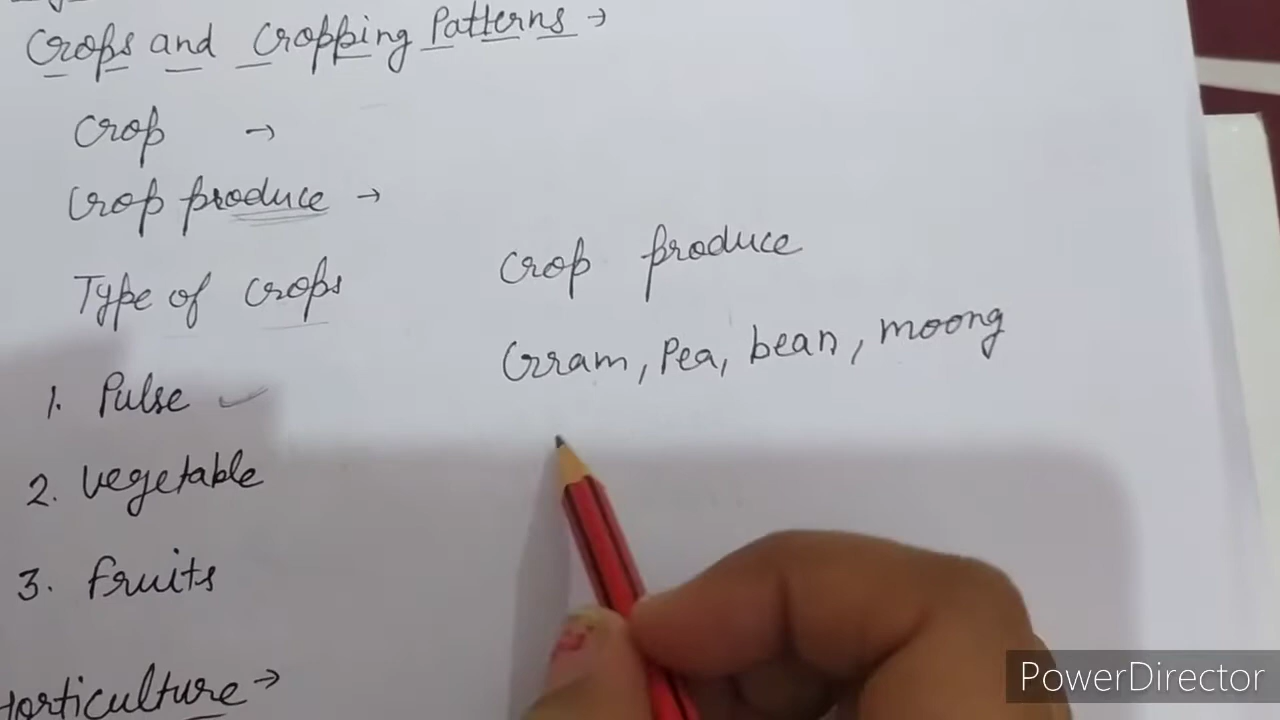 Crops and Cropping Patterns →
Crop →
Crop produce →
Type of crops
Crop produce
1. Pulse ✓
Gram, Pea, bean, moong
2. vegetable
3. fruits
Horticulture →
PowerDirector